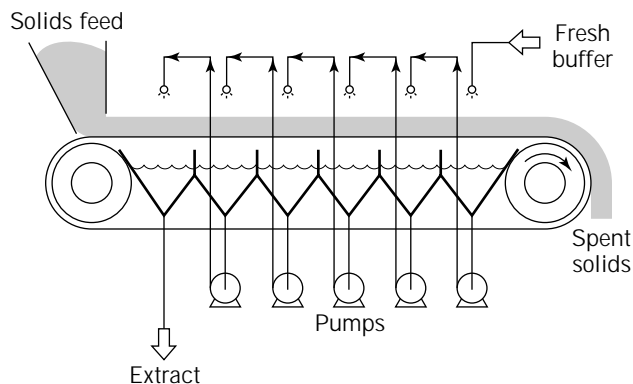 Solids feed
Fresh
buffer
Spent
solids
Pumps
Extract